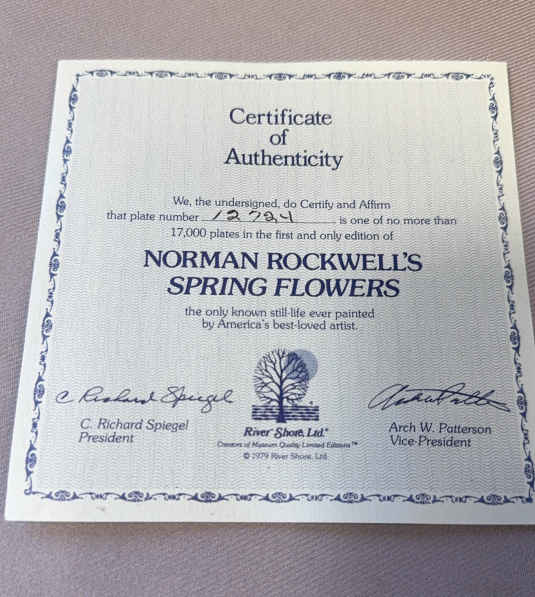 Certificate
of
Authenticity
We, the undersigned, do Certify and Affirm
that plate number 12724 is one of no more than
17,000 plates in the first and only edition of
NORMAN ROCKWELL'S
SPRING FLOWERS
the only known still-life ever painted
by America's best-loved artist.
C Richard Spiegel
C. Richard Spiegel
President
River Shore, Ltd.®
Creators of Museum Quality Limited Editions™
© 1979 River Shore, Ltd.
Arch W. Patterson
Vice-President